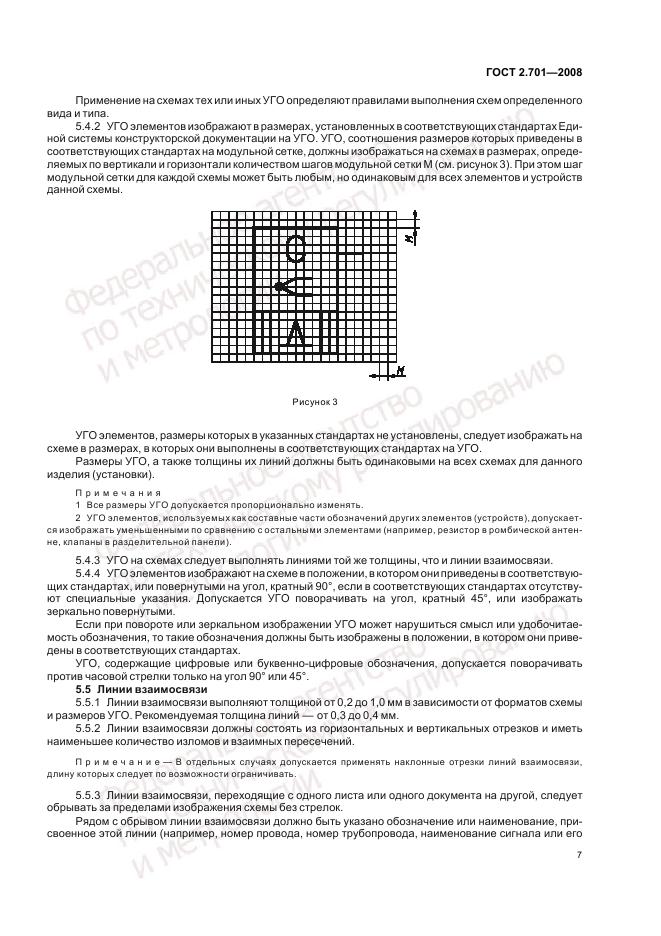 ГОСТ 2.701—2008
Применение на схемах тех или иных УГО определяют правилами выполнения схем определенного
вида и типа.
5.4.2 УГО элементов изображают в размерах, установленных в соответствующих стандартах Еди-
ной системы конструкторской документации на УГО. УГО, соотношения размеров которых приведены в
соответствующих стандартах на модульной сетке, должны изображаться на схемах в размерах, опреде-
ляемых по вертикали и горизонтали количеством шагов модульной сетки М (см. рисунок 3). При этом шаг
модульной сетки для каждой схемы может быть любым, но одинаковым для всех элементов и устройств
данной схемы.
М
М
Рисунок 3
УГО элементов, размеры которых в указанных стандартах не установлены, следует изображать на
схеме в размерах, в которых они выполнены в соответствующих стандартах на УГО.
Размеры УГО, а также толщины их линий должны быть одинаковыми на всех схемах для данного
изделия (установки).
Примечания
1 Все размеры УГО допускается пропорционально изменять.
2 УГО элементов, используемых как составные части обозначений других элементов (устройств), допускает-
ся изображать уменьшенными по сравнению с остальными элементами (например, резистор в ромбической антен-
не, клапаны в разделительной панели).
5.4.3 УГО на схемах следует выполнять линиями той же толщины, что и линии взаимосвязи.
5.4.4 УГО элементов изображают на схеме в положении, в котором они приведены в соответствую-
щих стандартах, или повернутыми на угол, кратный 90°, если в соответствующих стандартах отсутству-
ют специальные указания. Допускается УГО поворачивать на угол, кратный 45°, или изображать
зеркально повернутыми.
Если при повороте или зеркальном изображении УГО может нарушиться смысл или удобочитае-
мость обозначения, то такие обозначения должны быть изображены в положении, в котором они приве-
дены в соответствующих стандартах.
УГО, содержащие цифровые или буквенно-цифровые обозначения, допускается поворачивать
против часовой стрелки только на угол 90° или 45°.
5.5 Линии взаимосвязи
5.5.1 Линии взаимосвязи выполняют толщиной от 0,2 до 1,0 мм в зависимости от форматов схемы
и размеров УГО. Рекомендуемая толщина линий — от 0,3 до 0,4 мм.
5.5.2 Линии взаимосвязи должны состоять из горизонтальных и вертикальных отрезков и иметь
наименьшее количество изломов и взаимных пересечений.
Примечание — В отдельных случаях допускается применять наклонные отрезки линий взаимосвязи,
длину которых следует по возможности ограничивать.
5.5.3 Линии взаимосвязи, переходящие с одного листа или одного документа на другой, следует
обрывать за пределами изображения схемы без стрелок.
Рядом с обрывом линии взаимосвязи должно быть указано обозначение или наименование, при-
своенное этой линии (например, номер провода, номер трубопровода, наименование сигнала или его
7